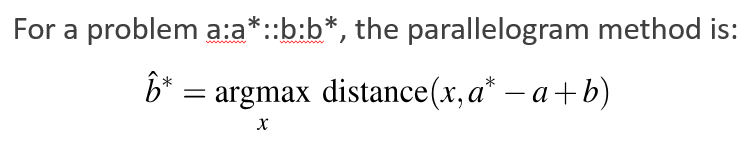 For a problem a:a*::b:b*, the parallelogram method is:
b̂* = argmax distance(x, a* − a + b)
x